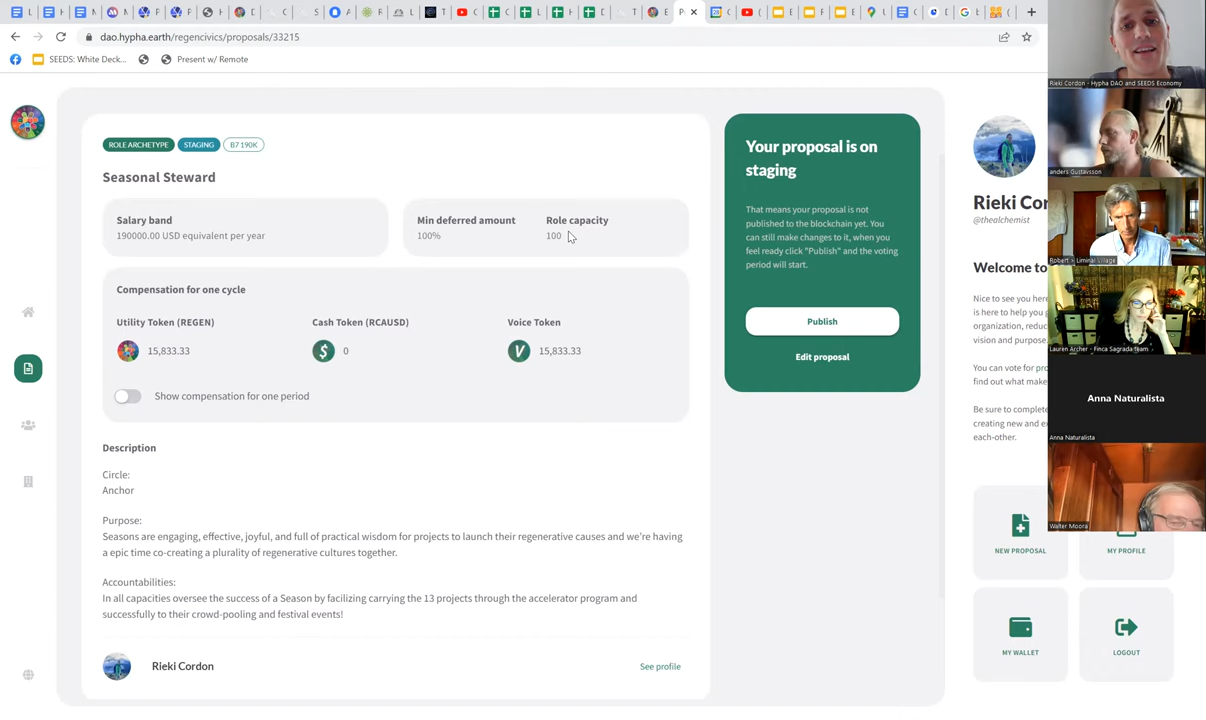 dao.hypha.earth/regencivics/proposals/33215
SEEDS: White Deck...
Present w/ Remote
ROLE ARCHETYPE
STAGING
B7 190K
Seasonal Steward
Salary band
190000.00 USD equivalent per year
Min deferred amount
100%
Role capacity
100
Compensation for one cycle
Utility Token (REGEN)
15,833.33
Cash Token (RCAUSD)
0
Voice Token
15,833.33
Show compensation for one period
Description
Circle:
Anchor
Purpose:
Seasons are engaging, effective, joyful, and full of practical wisdom for projects to launch their regenerative causes and we're having
a epic time co-creating a plurality of regenerative cultures together.
Accountabilities:
In all capacities oversee the success of a Season by facilizing carrying the 13 projects through the accelerator program and
successfully to their crowd-pooling and festival events!
Rieki Cordon
See profile
Your proposal is on
staging
That means your proposal is not
published to the blockchain yet. You
can still make changes to it, when you
feel ready click "Publish" and the voting
period will start.
Publish
Edit proposal
Rieki Cor
@thealchemist
Welcome to
Nice to see you here
is here to help you
organization, reduc
vision and purpose.
You can vote for pro
find out what make
Be sure to complete
creating new and ex
each-other.
NEW PROPOSAL
MY PROFILE
MY WALLET
LOGOUT
Rieki Cordon - Hypha DAO and SEEDS Economy
anders Gustavsson
Robert - Liminal Village
Lauren Archer - Finca Sagrada team
Anna Naturalista
Anna Naturalista
Walter Moora